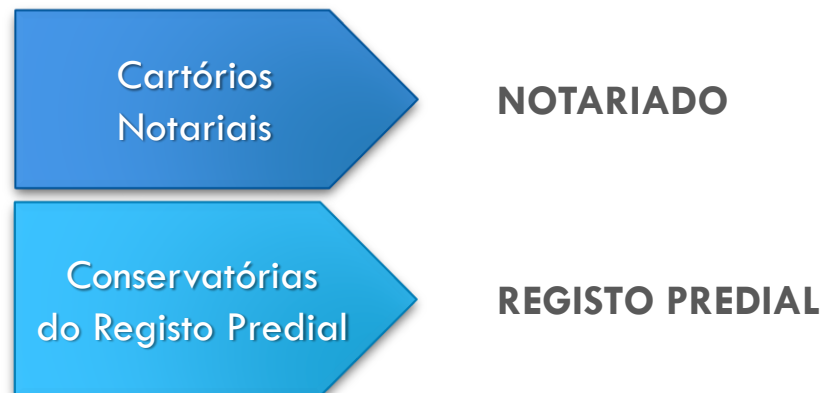 Cartórios
Notariais
NOTARIADO
Conservatórias
do Registo Predial
REGISTO PREDIAL